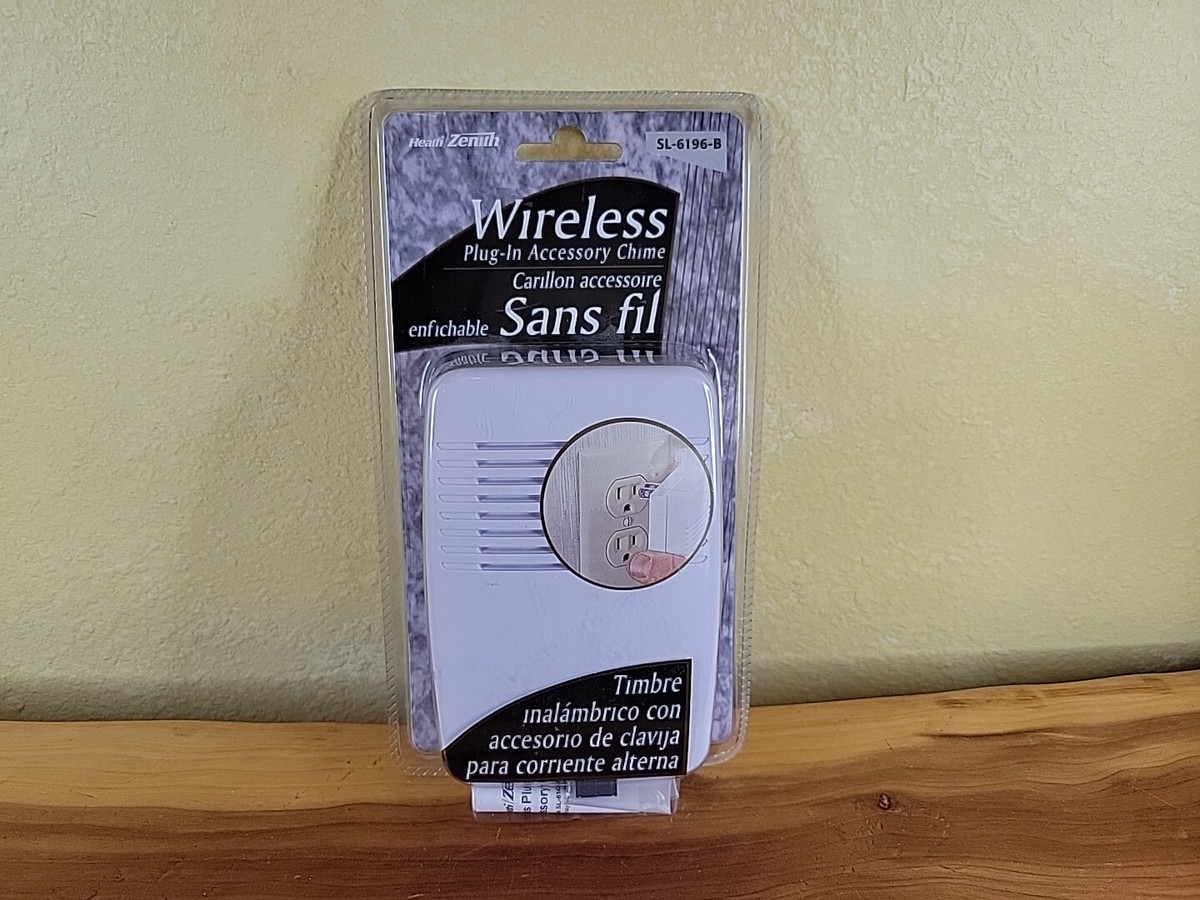 Heath Zenith
SL-6196-B
Wireless
Plug-In Accessory Chime
Carillon accessoire
enfichable Sans fil
Timbre
inalámbrico con
accesorio de clavija
para corriente alterna